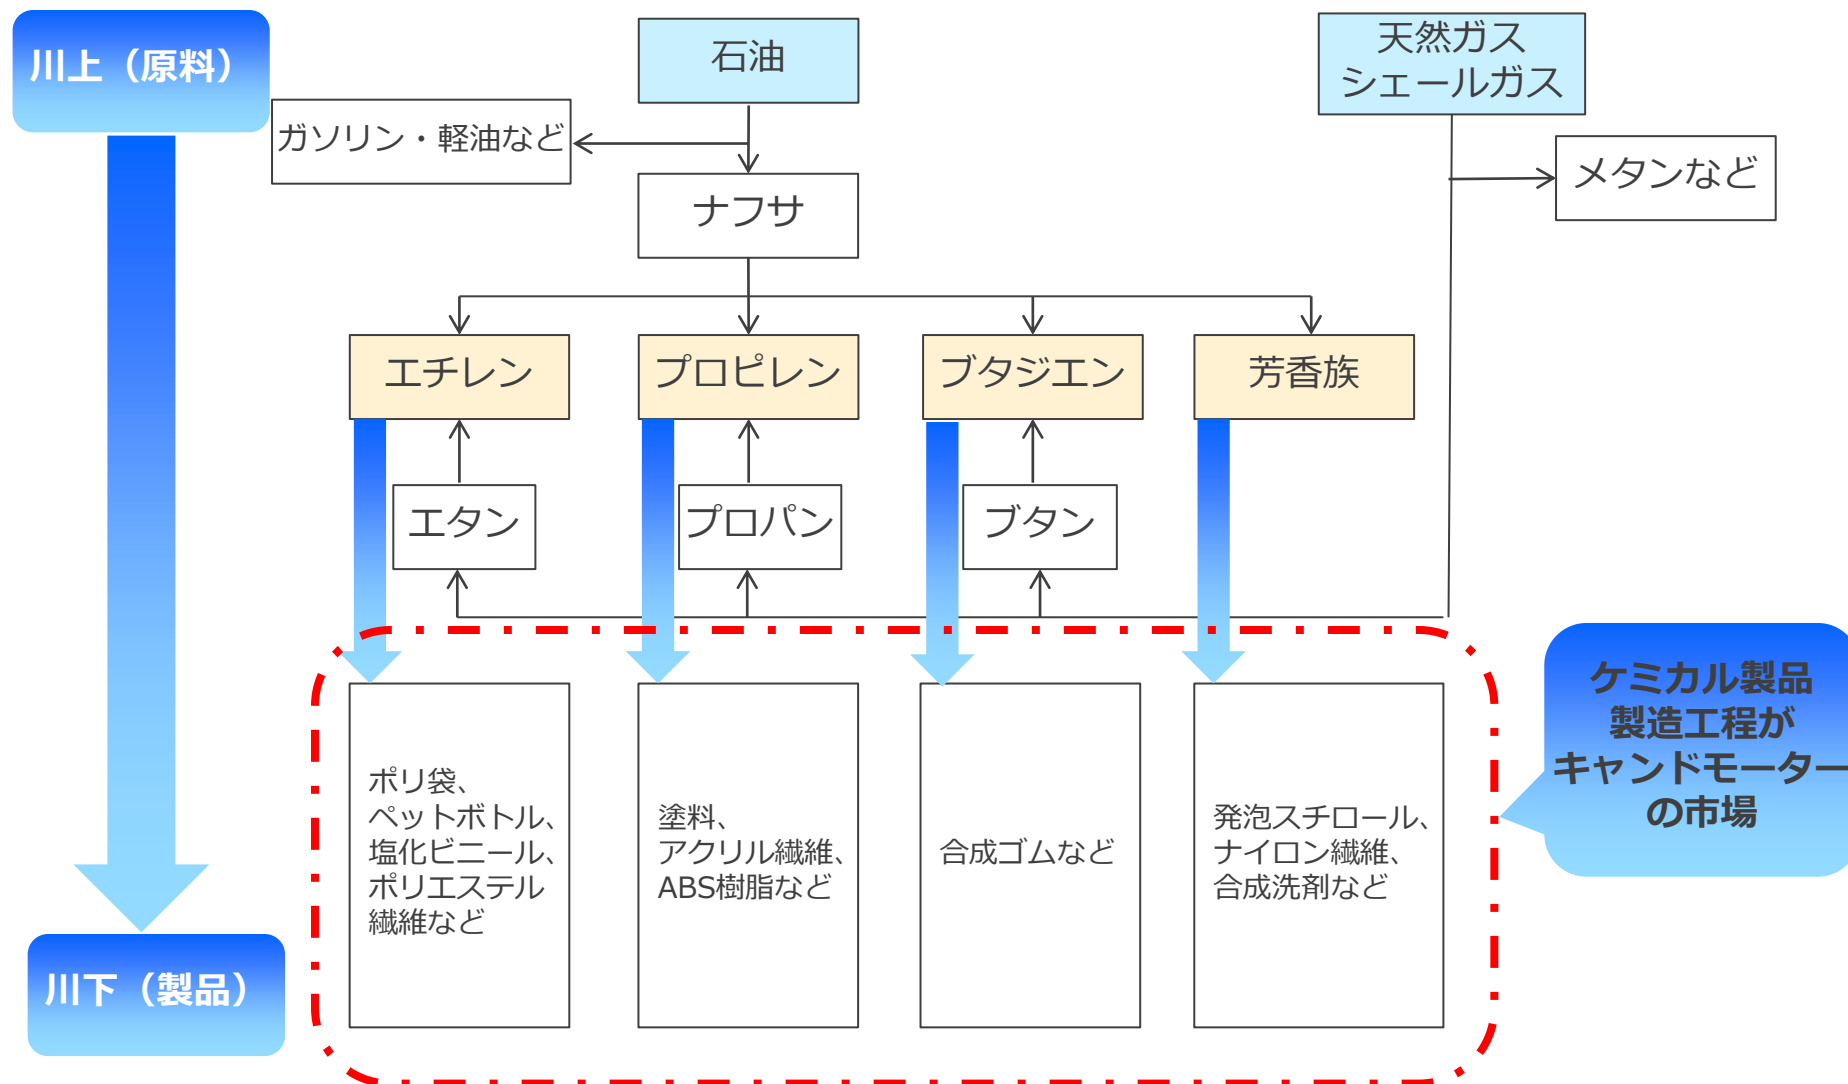 川上（原料）
石油
天然ガス
シェールガス
ガソリン・軽油など
メタンなど
ナフサ
エチレン
プロピレン
ブタジエン
芳香族
エタン
プロパン
ブタン
ケミカル製品
製造工程が
キャンドモーター
の市場
ポリ袋、
ペットボトル、
塩化ビニール、
ポリエステル
繊維など
塗料、
アクリル繊維、
ABS樹脂など
合成ゴムなど
発泡スチロール、
ナイロン繊維、
合成洗剤など
川下（製品）